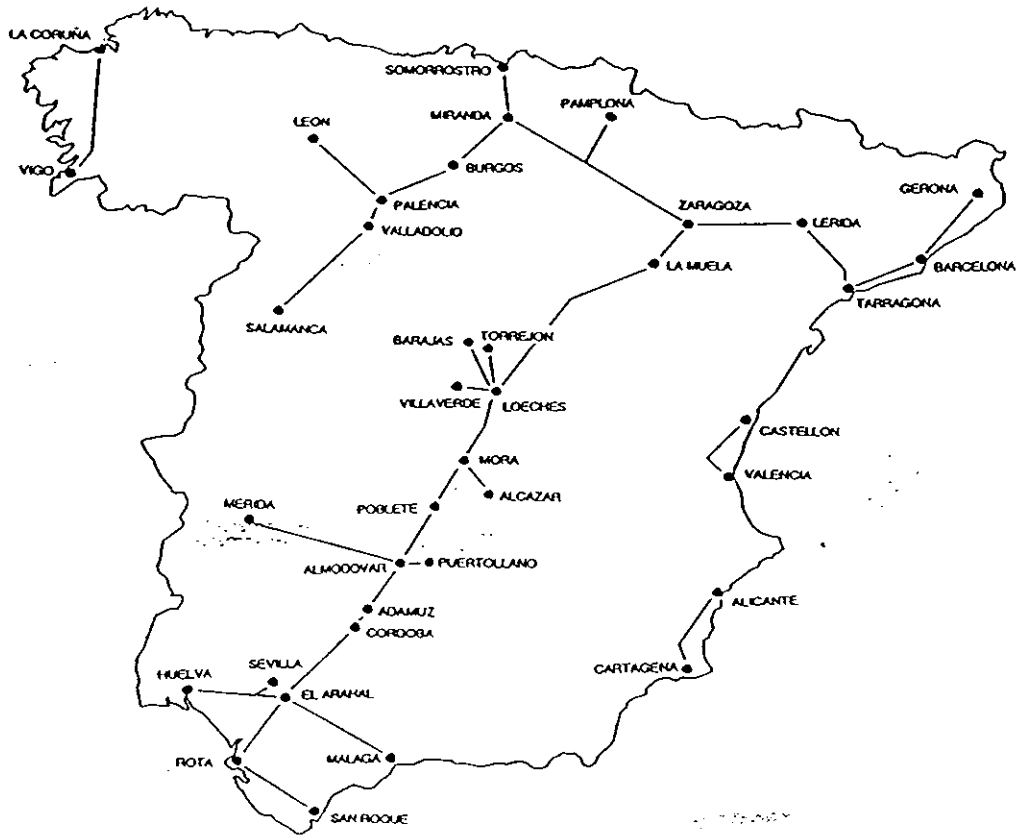 LA CORUÑA
SOMORROSTRO
PAMPLONA
MIRANDA
LEON
VIGO
BURGOS
GERONA
PALENCIA
ZARAGOZA
LERIDA
VALLADOLID
LA MUELA
BARCELONA
TARRAGONA
SALAMANCA
BARAJAS
TORREJON
VILLAVERDE
LOECHES
CASTELLON
MORA
VALENCIA
ALCAZAR
MERIDA
POBLETE
ALMODOVAR
PUERTOLLANO
ALICANTE
ADAMUZ
CORDOBA
SEVILLA
CARTAGENA
HUELVA
EL ARAHAL
ROTA
MALAGA
SAN ROQUE